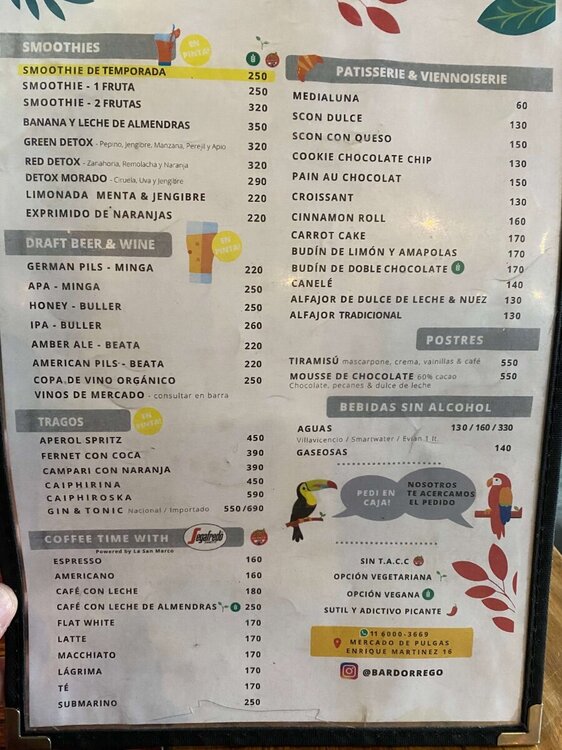 SMOOTHIES
EN PINTA!
SMOOTHIE DE TEMPORADA 250
SMOOTHIE - 1 FRUTA 250
SMOOTHIE - 2 FRUTAS 320
BANANA Y LECHE DE ALMENDRAS 350
GREEN DETOX - Pepino, Jengibre, Manzana, Perejil y Apio 320
RED DETOX - Zanahoria, Remolacha y Naranja 320
DETOX MORADO - Ciruela, Uva y Jengibre 290
LIMONADA MENTA & JENGIBRE 220
EXPRIMIDO DE NARANJAS 220
DRAFT BEER & WINE
EN PINTA!
GERMAN PILS - MINGA 220
APA - MINGA 250
HONEY - BULLER 250
IPA - BULLER 260
AMBER ALE - BEATA 220
AMERICAN PILS - BEATA 220
COPA DE VINO ORGÁNICO 250
VINOS DE MERCADO - consultar en barra
TRAGOS
EN PINTA!
APEROL SPRITZ 450
FERNET CON COCA 390
CAMPARI CON NARANJA 390
CAIPHIRINA 450
CAIPHIROSKA 590
GIN & TONIC Nacional / Importado 550/690
COFFEE TIME WITH Segafredo
Powered by La San Marco
ESPRESSO 160
AMERICANO 160
CAFÉ CON LECHE 180
CAFÉ CON LECHE DE ALMENDRAS 250
FLAT WHITE 170
LATTE 170
MACCHIATO 170
LÁGRIMA 170
TÉ 170
SUBMARINO 250
PATISSERIE & VIENNOISERIE
MEDIALUNA 60
SCON DULCE 130
SCON CON QUESO 150
COOKIE CHOCOLATE CHIP 130
PAIN AU CHOCOLAT 150
CROISSANT 130
CINNAMON ROLL 160
CARROT CAKE 170
BUDÍN DE LIMÓN Y AMAPOLAS 170
BUDÍN DE DOBLE CHOCOLATE 170
CANELÉ 140
ALFAJOR DE DULCE DE LECHE & NUEZ 130
ALFAJOR TRADICIONAL 130
POSTRES
TIRAMISÚ mascarpone, crema, vainillas & café 550
MOUSSE DE CHOCOLATE 60% cacao 550
Chocolate, pecanes & dulce de leche
BEBIDAS SIN ALCOHOL
AGUAS 130 / 160 / 330
Villavicencio / Smartwater / Evian 1 lt.
GASEOSAS 140
PEDI EN CAJA!
NOSOTROS
TE ACERCAMOS
EL PEDIDO
SIN T.A.C.C
OPCIÓN VEGETARIANA
OPCIÓN VEGANA
SUTIL Y ADICTIVO PICANTE
11 6000-3669
MERCADO DE PULGAS
ENRIQUE MARTINEZ 16
@BARDORREGO